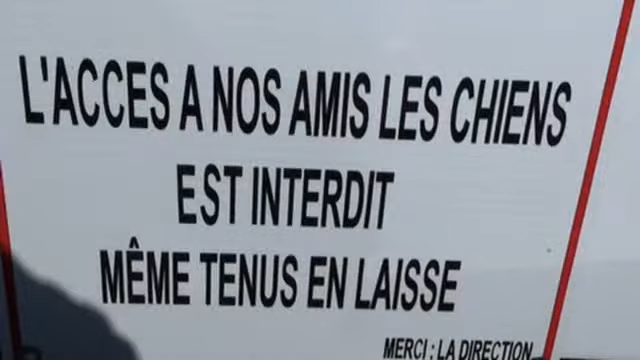 L'ACCES A NOS AMIS LES CHIENS
EST INTERDIT
MÊME TENUS EN LAISSE
MERCI : LA DIRECTION